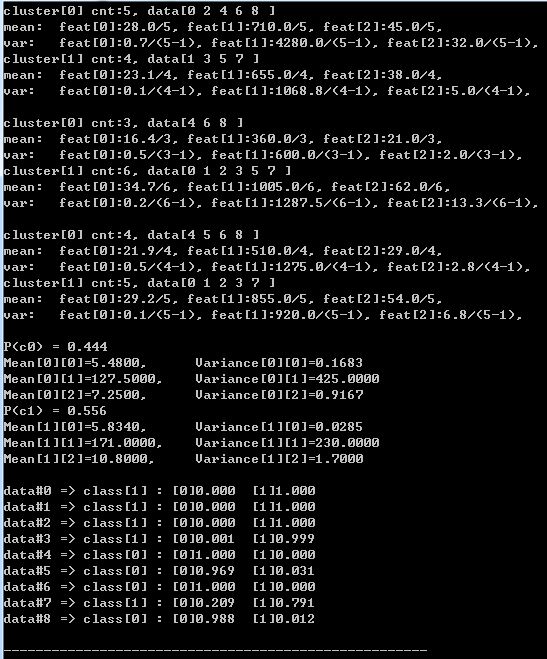 cluster[0] cnt:5, data[0 2 4 6 8 ]
mean:  feat[0]:28.0/5, feat[1]:710.0/5, feat[2]:45.0/5,
var:   feat[0]:0.7/(5-1), feat[1]:4280.0/(5-1), feat[2]:32.0/(5-1),
cluster[1] cnt:4, data[1 3 5 7 ]
mean:  feat[0]:23.1/4, feat[1]:655.0/4, feat[2]:38.0/4,
var:   feat[0]:0.1/(4-1), feat[1]:1068.8/(4-1), feat[2]:5.0/(4-1),

cluster[0] cnt:3, data[4 6 8 ]
mean:  feat[0]:16.4/3, feat[1]:360.0/3, feat[2]:21.0/3,
var:   feat[0]:0.5/(3-1), feat[1]:600.0/(3-1), feat[2]:2.0/(3-1),
cluster[1] cnt:6, data[0 1 2 3 5 7 ]
mean:  feat[0]:34.7/6, feat[1]:1005.0/6, feat[2]:62.0/6,
var:   feat[0]:0.2/(6-1), feat[1]:1287.5/(6-1), feat[2]:13.3/(6-1),

cluster[0] cnt:4, data[4 5 6 8 ]
mean:  feat[0]:21.9/4, feat[1]:510.0/4, feat[2]:29.0/4,
var:   feat[0]:0.5/(4-1), feat[1]:1275.0/(4-1), feat[2]:2.8/(4-1),
cluster[1] cnt:5, data[0 1 2 3 7 ]
mean:  feat[0]:29.2/5, feat[1]:855.0/5, feat[2]:54.0/5,
var:   feat[0]:0.1/(5-1), feat[1]:920.0/(5-1), feat[2]:6.8/(5-1),

P(c0) = 0.444
Mean[0][0]=5.4800,      Variance[0][0]=0.1683
Mean[0][1]=127.5000,    Variance[0][1]=425.0000
Mean[0][2]=7.2500,      Variance[0][2]=0.9167
P(c1) = 0.556
Mean[1][0]=5.8340,      Variance[1][0]=0.0285
Mean[1][1]=171.0000,    Variance[1][1]=230.0000
Mean[1][2]=10.8000,     Variance[1][2]=1.7000

data#0 => class[1] : [0]0.000  [1]1.000
data#1 => class[1] : [0]0.000  [1]1.000
data#2 => class[1] : [0]0.000  [1]1.000
data#3 => class[1] : [0]0.001  [1]0.999
data#4 => class[0] : [0]1.000  [1]0.000
data#5 => class[0] : [0]0.969  [1]0.031
data#6 => class[0] : [0]1.000  [1]0.000
data#7 => class[1] : [0]0.209  [1]0.791
data#8 => class[0] : [0]0.988  [1]0.012

-----------------------------------------------------